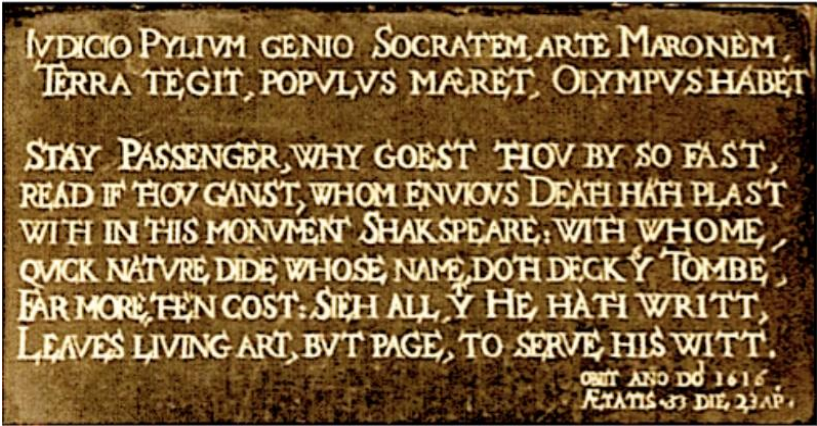 IVDICIO PYLIVM GENIO SOCRATEM, ARTE MARONEM,
TERRA TEGIT, POPVLVS MÆRET, OLYMPVS HABET
STAY PASSENGER, WHY GOEST THOV BY SO FAST,
READ IF THOV CANST, WHOM ENVIOVS DEATH HATH PLAST
WITH IN THIS MONVMENT SHAKSPEARE: WITH WHOME,
QVICK NATVRE DIDE WHOSE NAME, DOTH DECK Yˢ TOMBE,
FAR MORE, THEN COST: SIEH ALL, Yᵀ HE HATH WRITT,
LEAVES LIVING ART, BVT PAGE, TO SERVE HIS WITT.
OBIIT ANO DOⁱ 1616.
ÆTATIS·53 DIE, 23 AP·